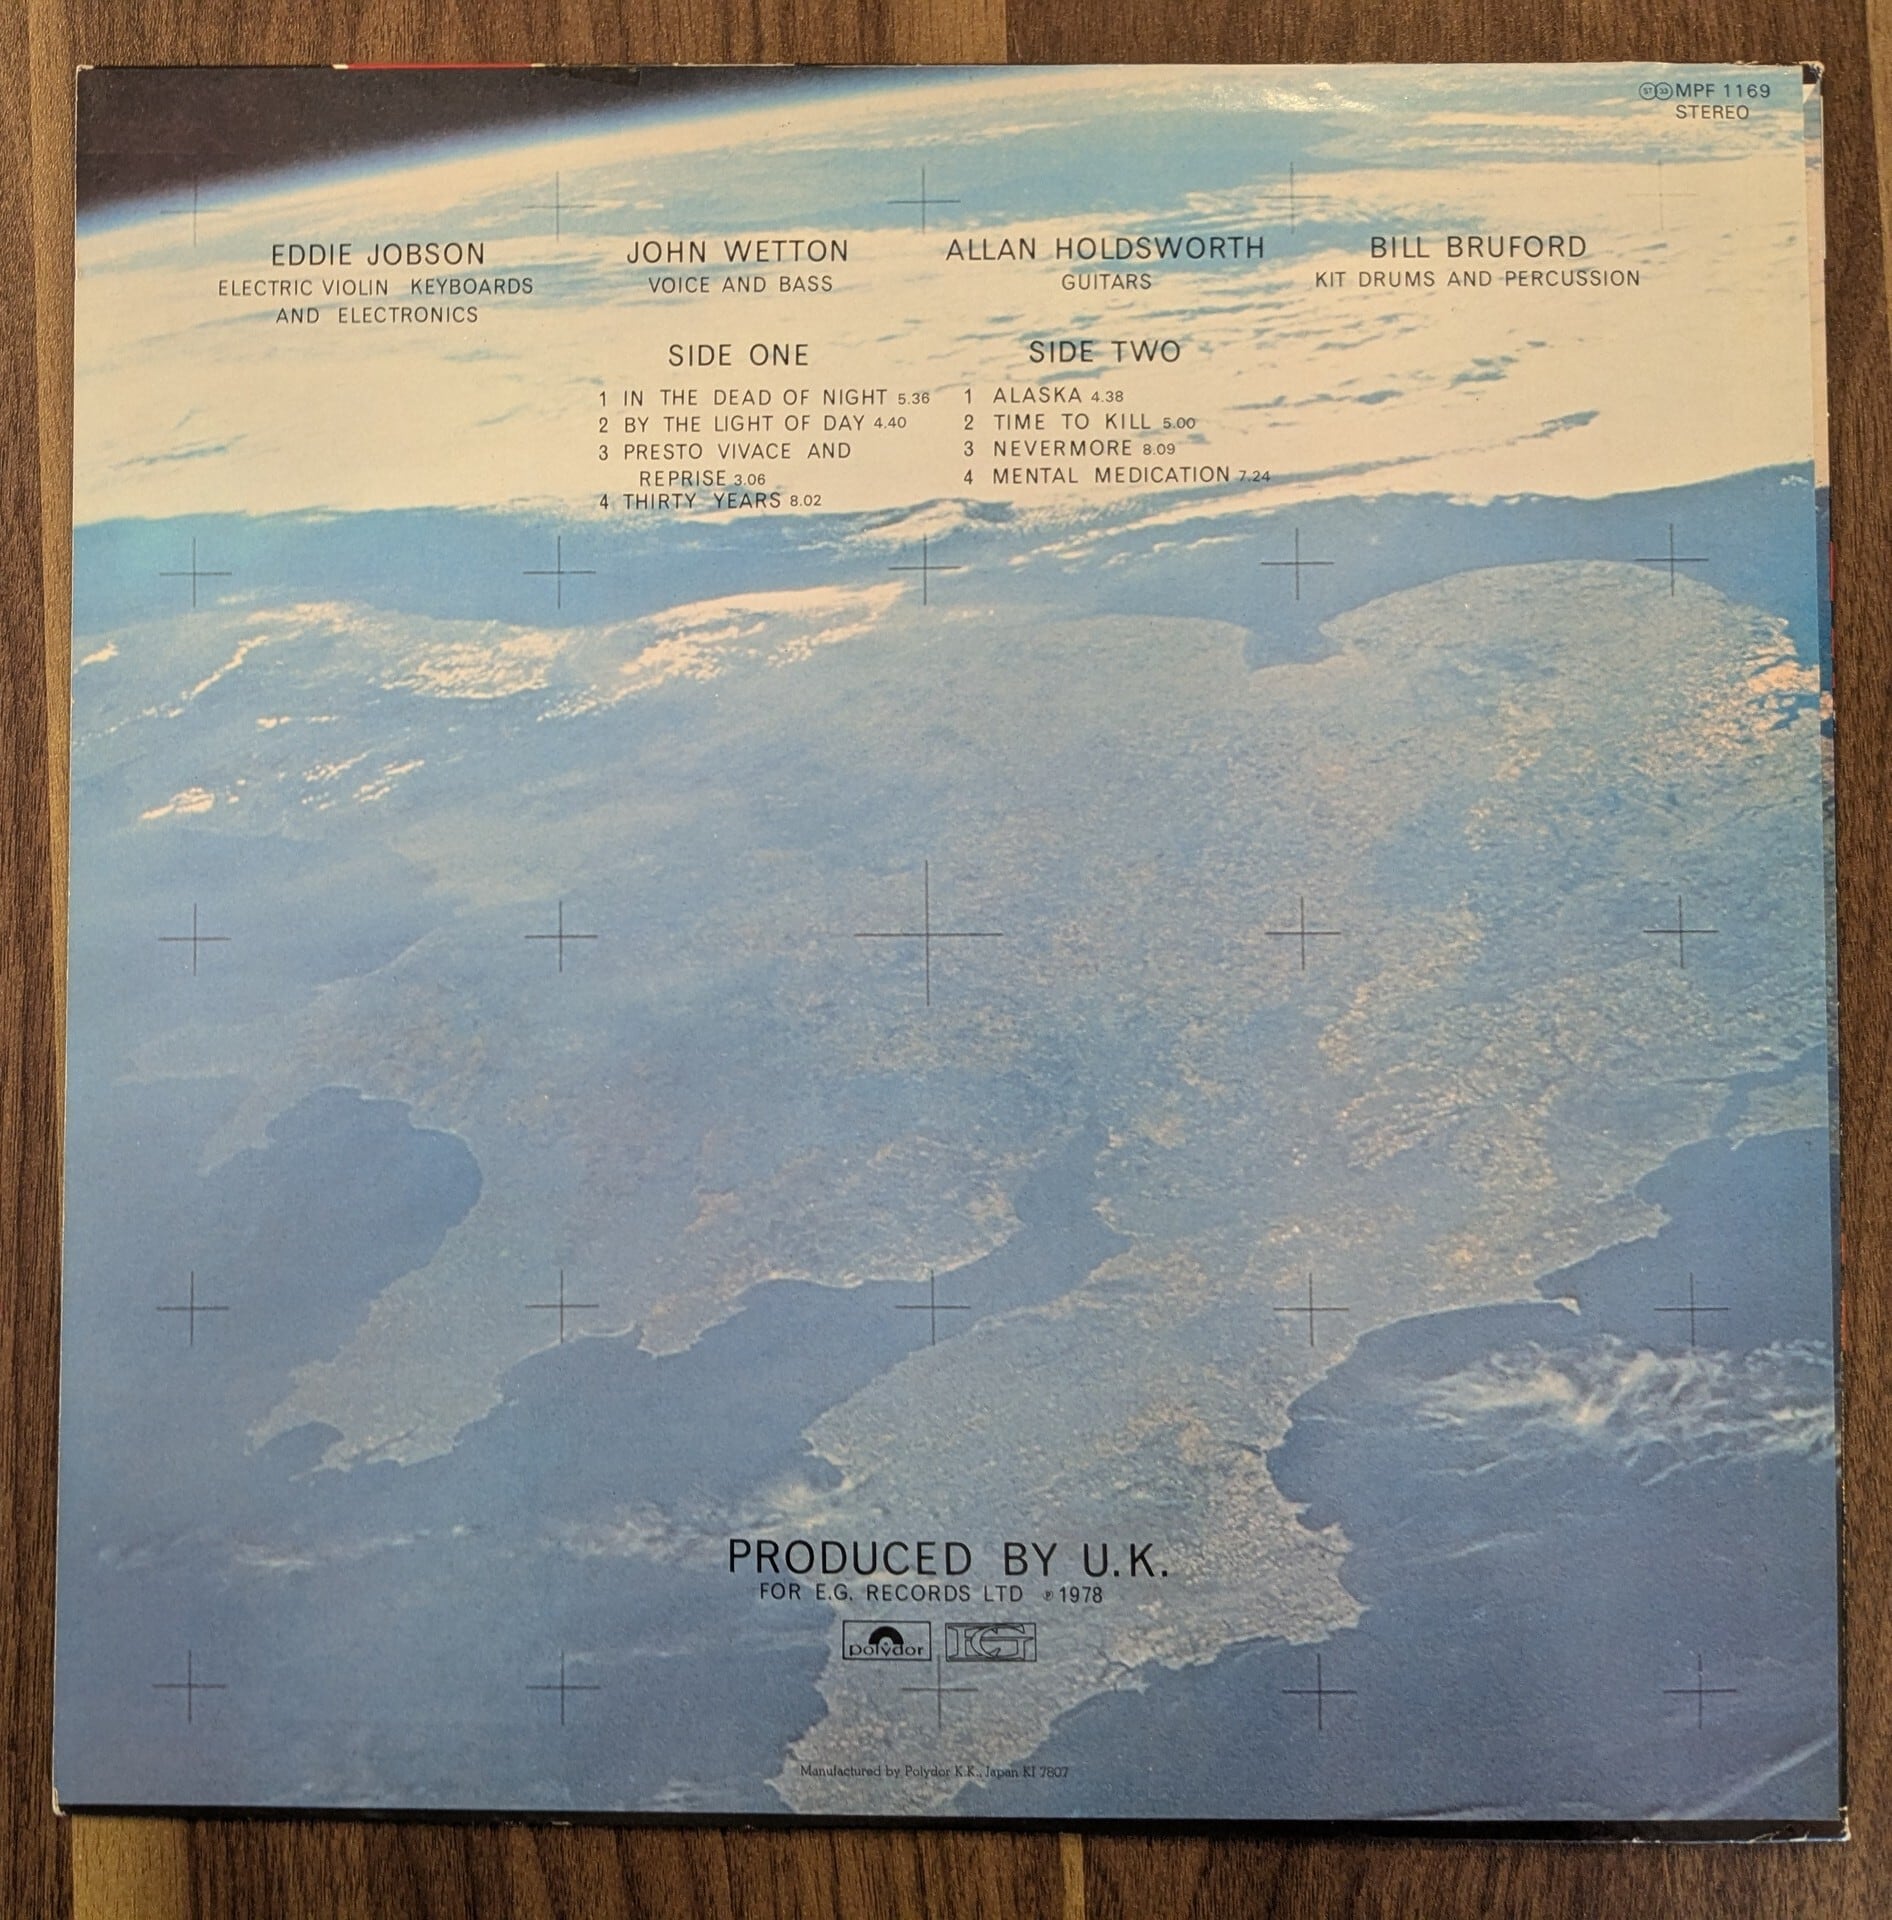 ST 33 MPF 1169
STEREO
EDDIE JOBSON
ELECTRIC VIOLIN KEYBOARDS
AND ELECTRONICS
JOHN WETTON
VOICE AND BASS
ALLAN HOLDSWORTH
GUITARS
BILL BRUFORD
KIT DRUMS AND PERCUSSION
SIDE ONE
1 IN THE DEAD OF NIGHT 5.36
2 BY THE LIGHT OF DAY 4.40
3 PRESTO VIVACE AND
REPRISE 3.06
4 THIRTY YEARS 8.02
SIDE TWO
1 ALASKA 4.38
2 TIME TO KILL 5.00
3 NEVERMORE 8.09
4 MENTAL MEDICATION 7.24
PRODUCED BY U.K.
FOR E.G. RECORDS LTD ℗ 1978
polydor EG
Manufactured by Polydor K.K., Japan KI 7807